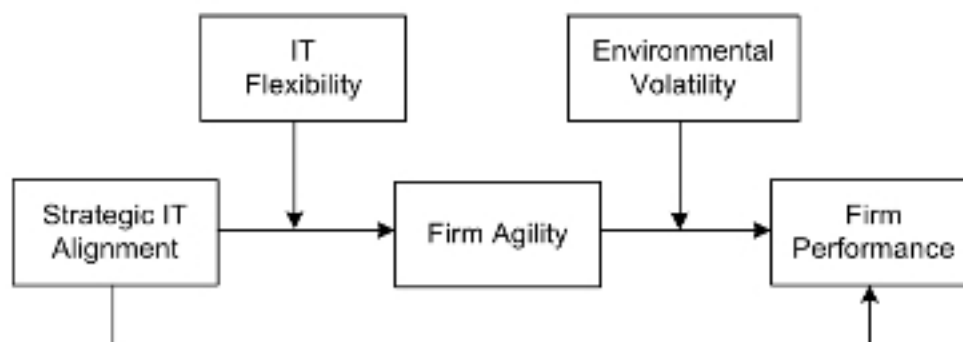 IT
Flexibility
Environmental
Volatility
Strategic IT
Alignment
Firm Agility
Firm
Performance